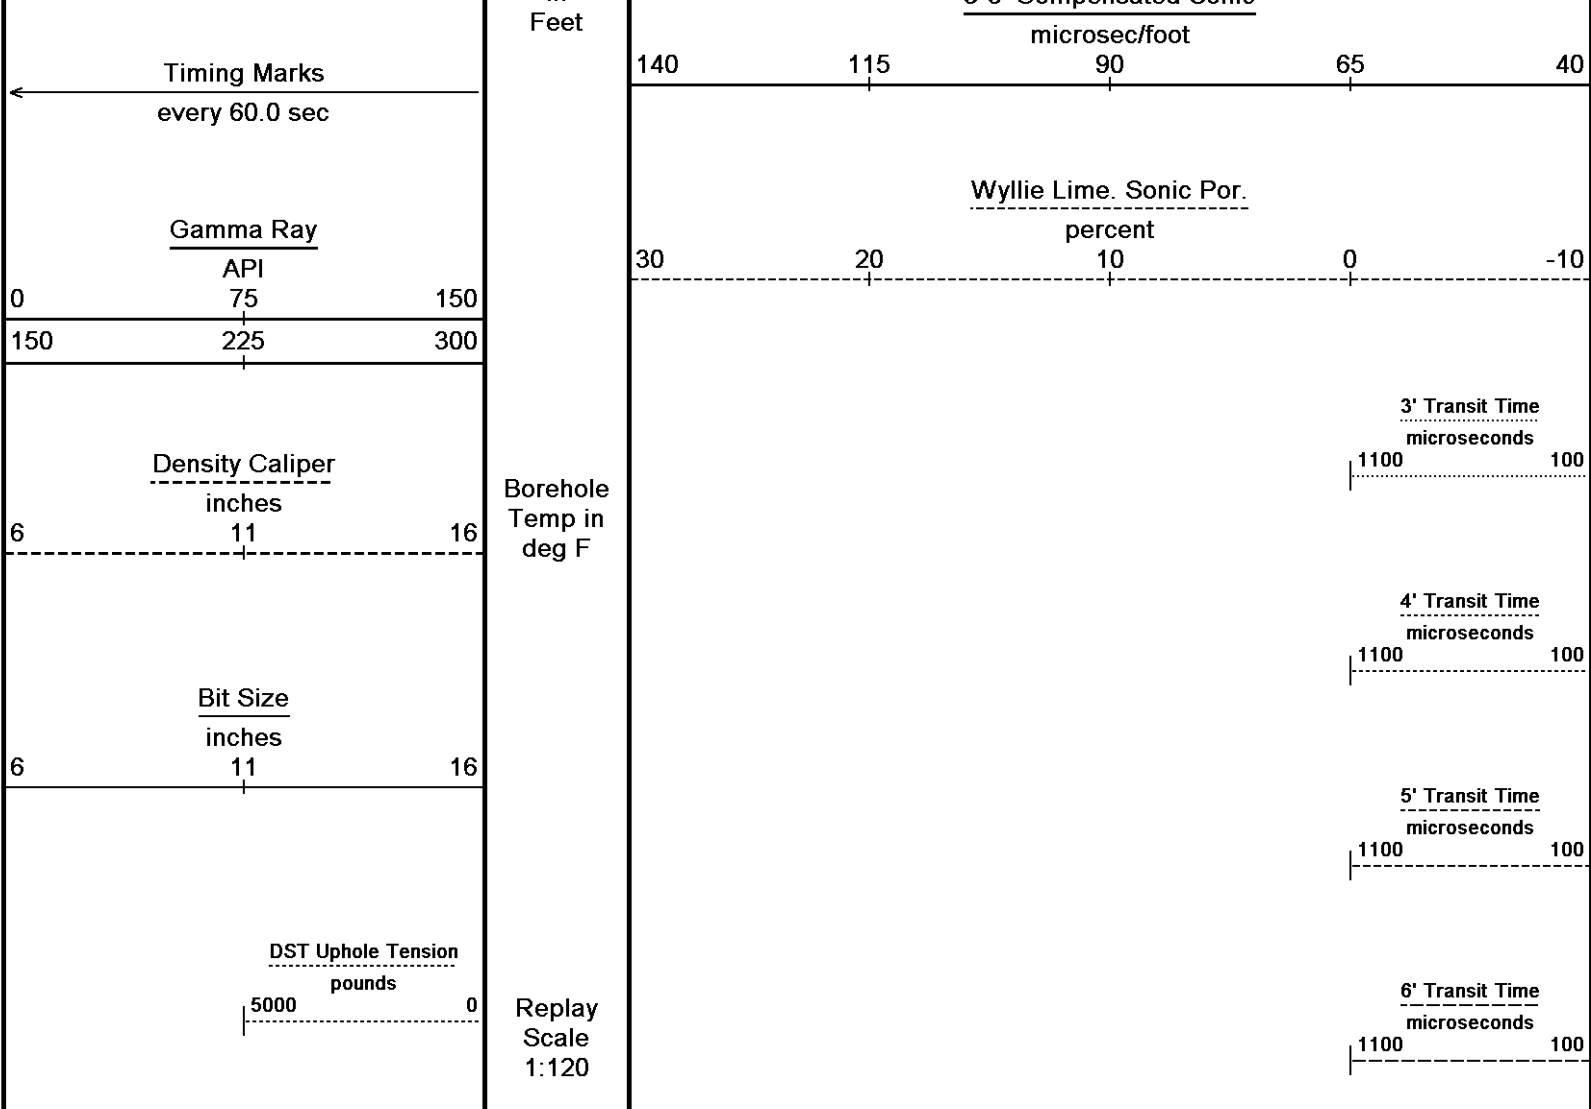 Feet
microsec/foot
140 115 90 65 40
Timing Marks
every 60.0 sec
Wyllie Lime. Sonic Por.
percent
30 20 10 0 -10
Gamma Ray
API
0 75 150
150 225 300
3' Transit Time
microseconds
1100 100
Density Caliper
inches
6 11 16
Borehole
Temp in
deg F
4' Transit Time
microseconds
1100 100
Bit Size
inches
6 11 16
5' Transit Time
microseconds
1100 100
DST Uphole Tension
pounds
5000 0
Replay
Scale
1:120
6' Transit Time
microseconds
1100 100